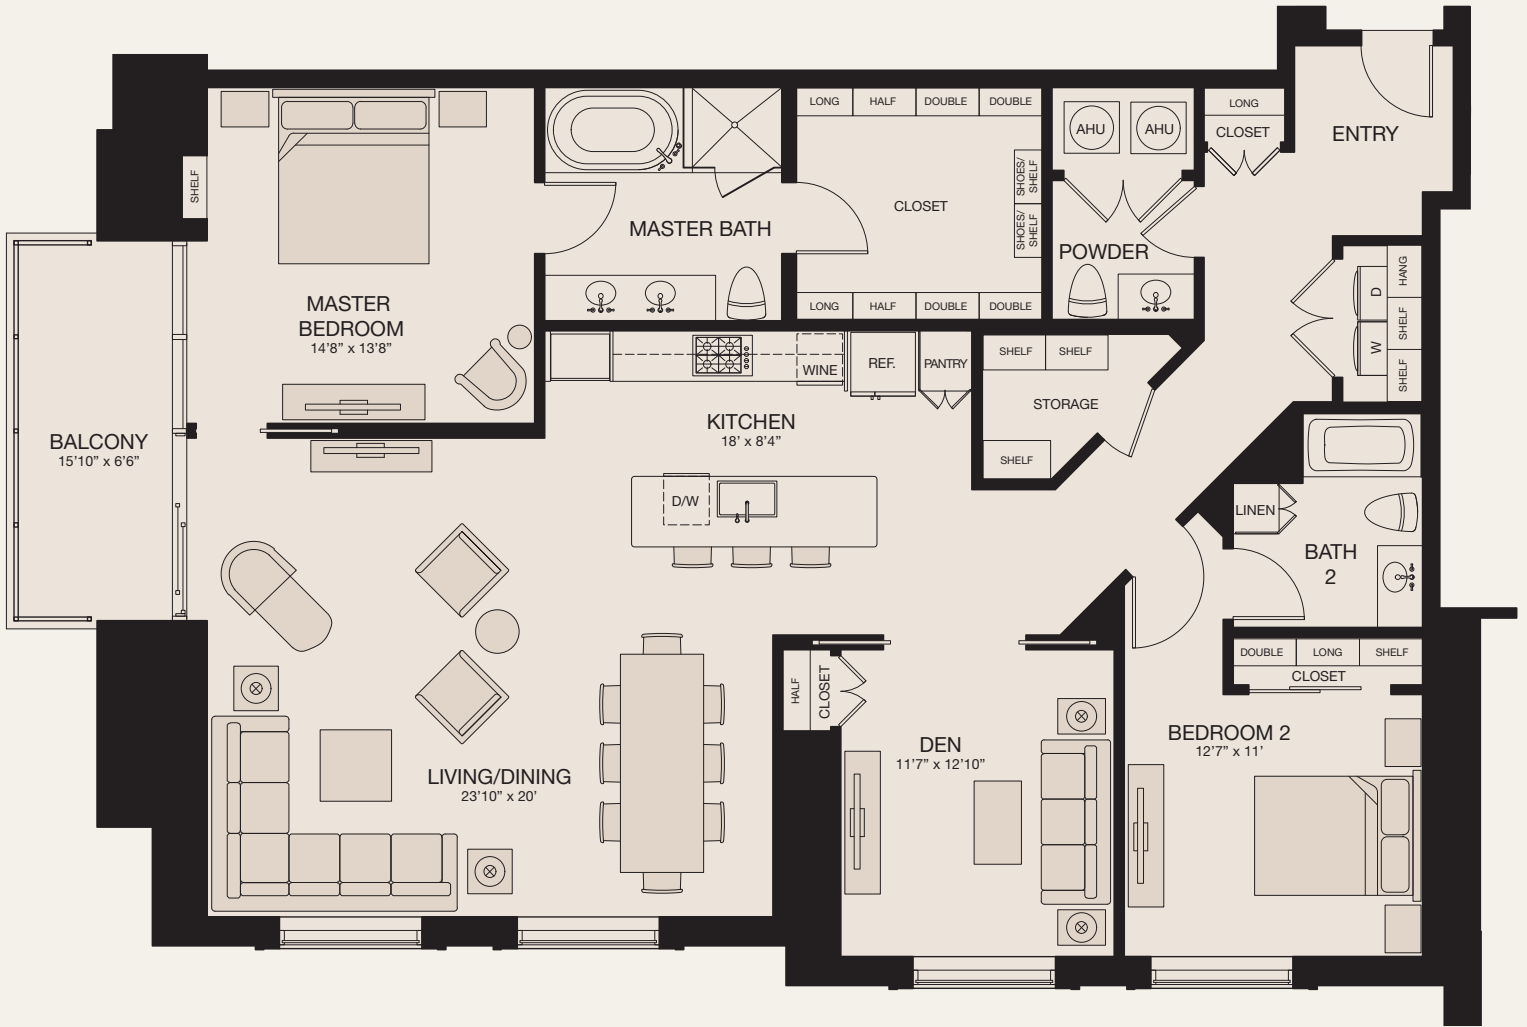 LONG
HALF
DOUBLE
DOUBLE
AHU
AHU
LONG
CLOSET
ENTRY
SHELF
SHOES/
SHELF
SHOES/
SHELF
CLOSET
MASTER BATH
POWDER
LONG
HALF
DOUBLE
DOUBLE
HANG
D
SHELF
W
SHELF
MASTER
BEDROOM
14'8” x 13'8”
WINE
REF.
PANTRY
SHELF
SHELF
STORAGE
SHELF
KITCHEN
18' x 8'4”
BALCONY
15'10” x 6'6”
D/W
LINEN
BATH
2
DOUBLE
LONG
SHELF
CLOSET
HALF
CLOSET
BEDROOM 2
12'7” x 11'
DEN
11'7” x 12'10”
LIVING/DINING
23'10” x 20'